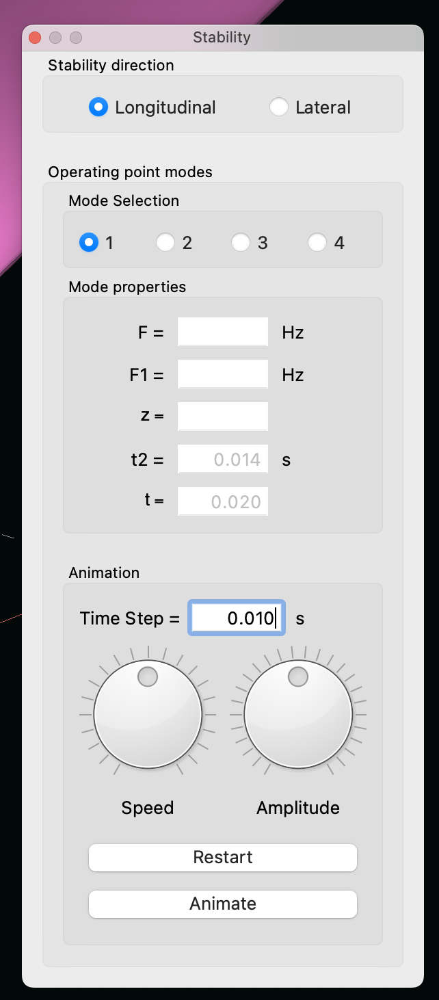 Stability
Stability direction
Longitudinal Lateral
Operating point modes
Mode Selection
1 2 3 4
Mode properties
F = Hz
F1 = Hz
z =
t2 = 0.014 s
t = 0.020
Animation
Time Step = 0.010 s
Speed Amplitude
Restart
Animate